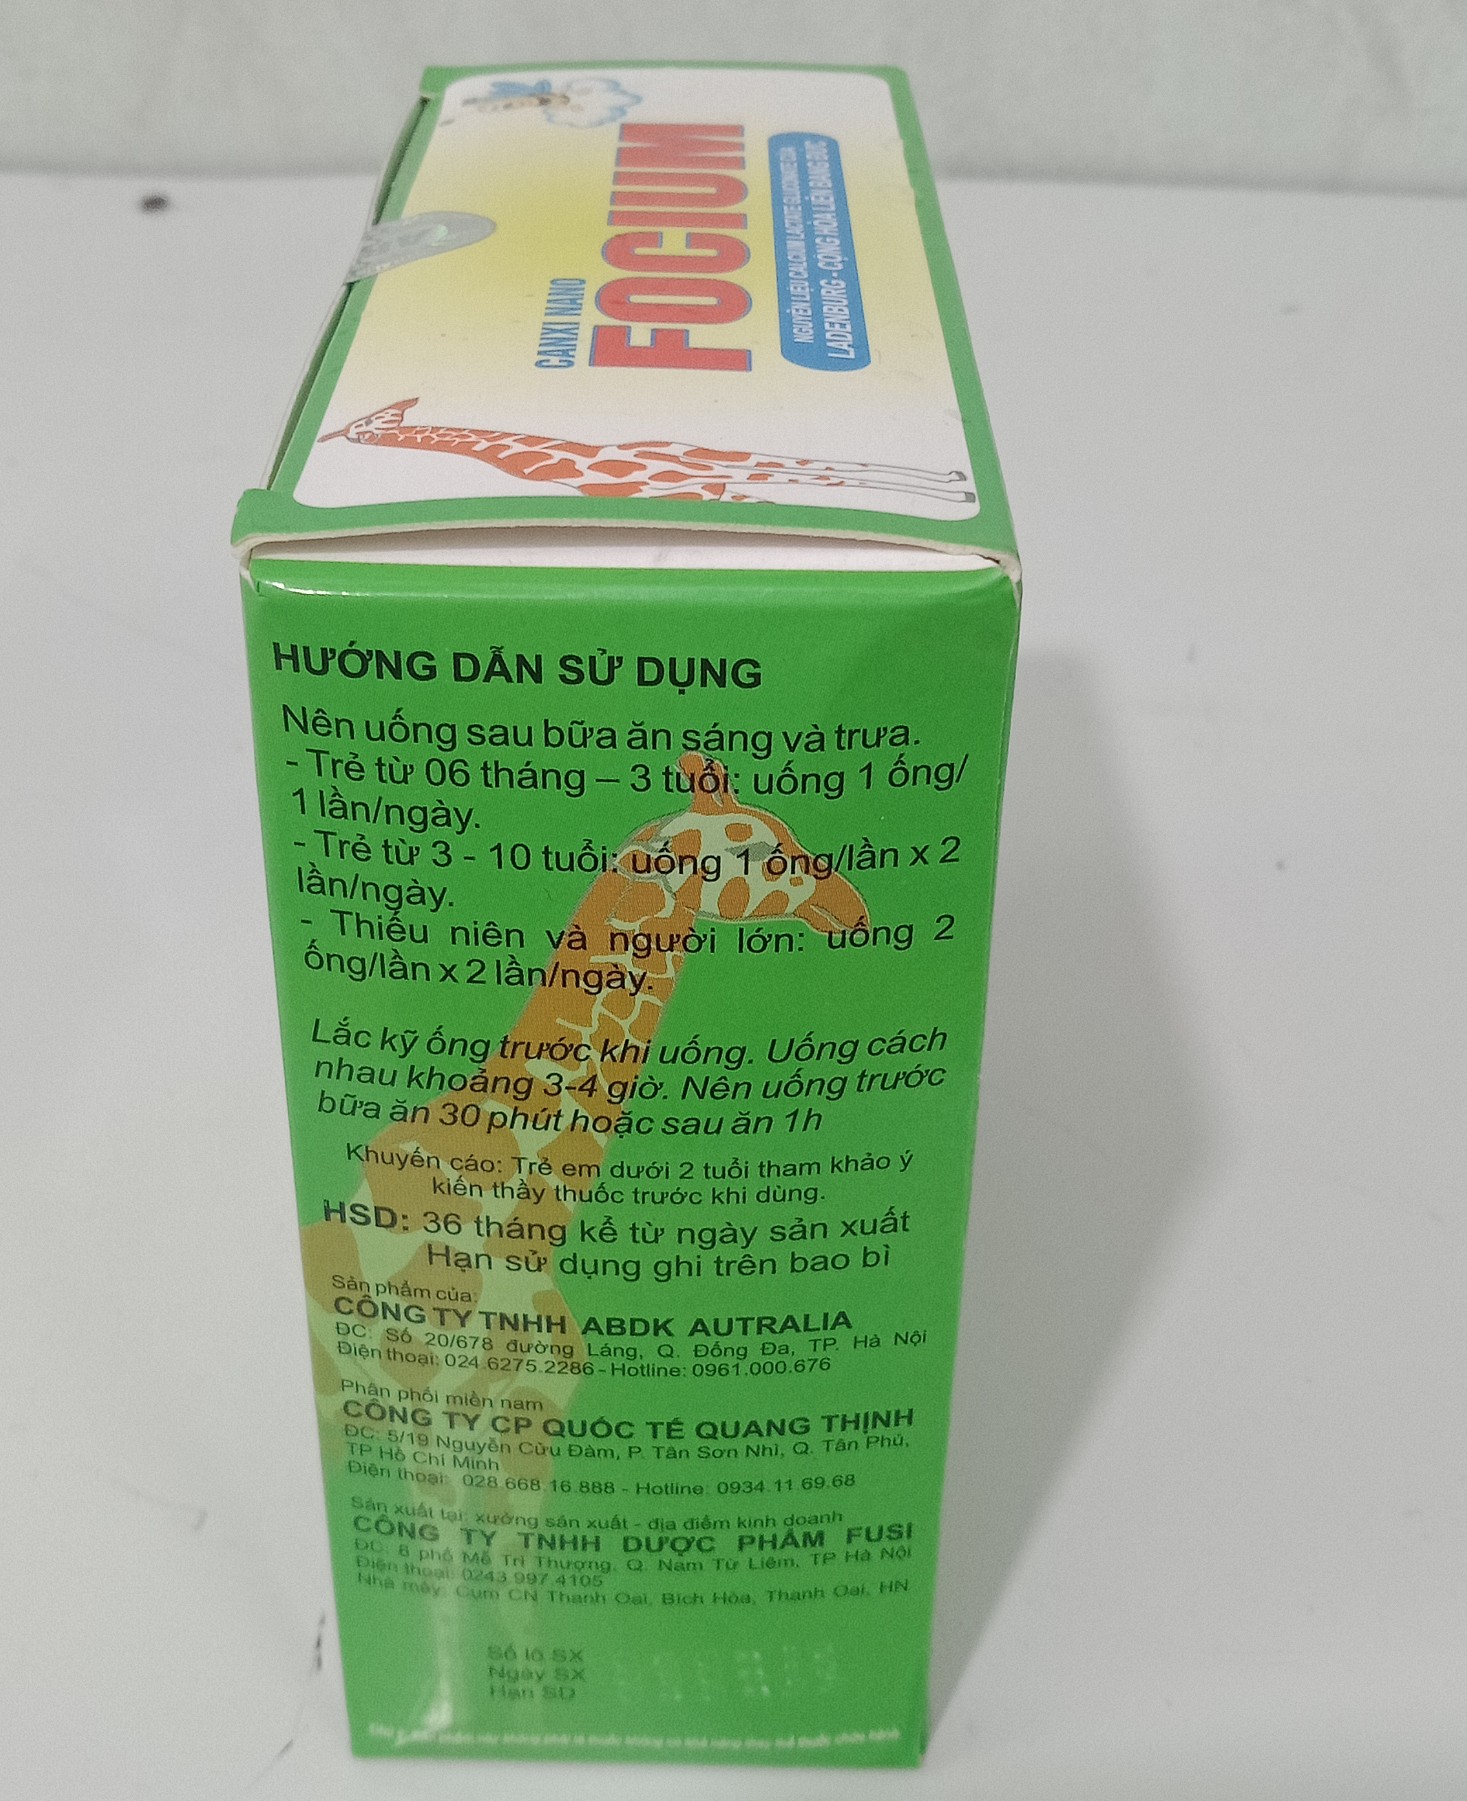 CANXI NANO
FOCIUM
NGUYÊN LIỆU CALCIUM LACTATE GLUCONATE CỦA
LADENBURG - CỘNG HÒA LIÊN BANG ĐỨC
HƯỚNG DẪN SỬ DỤNG
Nên uống sau bữa ăn sáng và trưa.
- Trẻ từ 06 tháng – 3 tuổi: uống 1 ống/
1 lần/ngày.
- Trẻ từ 3 - 10 tuổi: uống 1 ống/lần x 2
lần/ngày.
- Thiếu niên và người lớn: uống 2
ống/lần x 2 lần/ngày.
Lắc kỹ ống trước khi uống. Uống cách
nhau khoảng 3-4 giờ. Nên uống trước
bữa ăn 30 phút hoặc sau ăn 1h
Khuyến cáo: Trẻ em dưới 2 tuổi tham khảo ý
kiến thầy thuốc trước khi dùng.
HSD: 36 tháng kể từ ngày sản xuất
Hạn sử dụng ghi trên bao bì
Sản phẩm của:
CÔNG TY TNHH ABDK AUTRALIA
ĐC: Số 20/678 đường Láng, Q. Đống Đa, TP. Hà Nội
Điện thoại: 024.6275.2286 - Hotline: 0961.000.676
Phân phối miền nam
CÔNG TY CP QUỐC TẾ QUANG THỊNH
ĐC: 5/19 Nguyễn Cửu Đàm, P. Tân Sơn Nhì, Q. Tân Phú,
TP Hồ Chí Minh
Điện thoại: 028.668.16.888 - Hotline: 0934.11.69.68
Sản xuất tại: xưởng sản xuất - địa điểm kinh doanh
CÔNG TY TNHH DƯỢC PHẨM FUSI
ĐC: 8 phố Mễ Trì Thượng, Q. Nam Từ Liêm, TP Hà Nội
Điện thoại: 0243.997.4105
Nhà máy: Cụm CN Thanh Oai, Bích Hòa, Thanh Oai, HN
Số lô SX
Ngày SX
Hạn SD